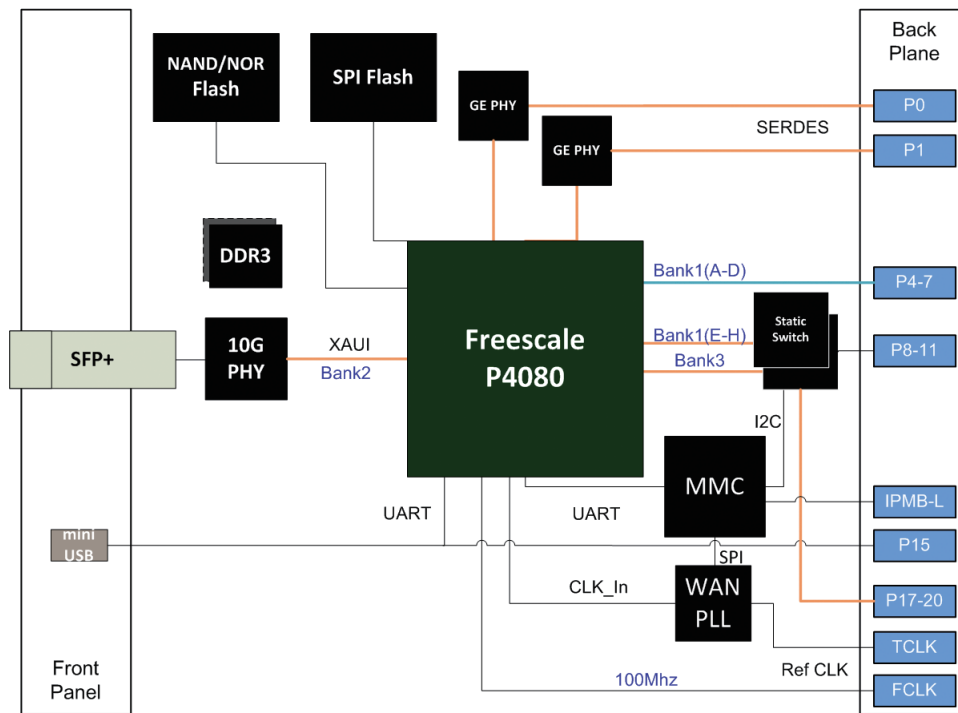 Back
Plane
NAND/NOR
Flash
SPI Flash
GE PHY
P0
SERDES
GE PHY
P1
DDR3
Bank1(A-D)
P4-7
Static
Switch
SFP+
10G
PHY
XAUI
Bank2
Freescale
P4080
Bank1(E-H)
Bank3
P8-11
I2C
MMC
UART
UART
IPMB-L
mini
USB
P15
SPI
CLK_In
WAN
PLL
P17-20
TCLK
Ref CLK
Front
Panel
100Mhz
FCLK